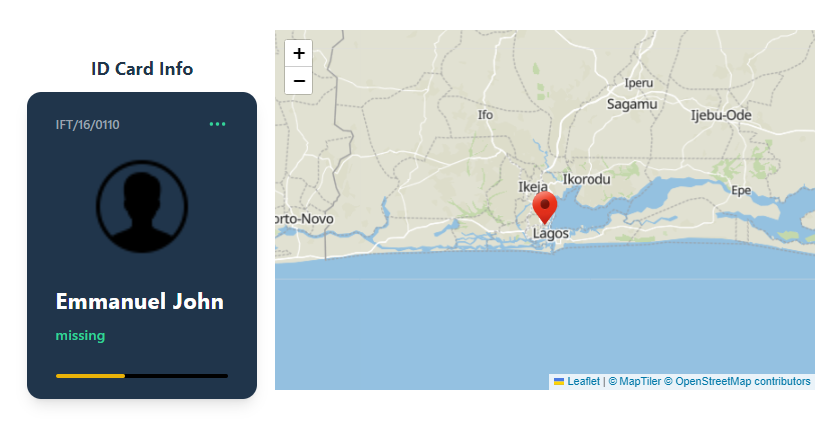 ID Card Info
IFT/16/0110
Emmanuel John
missing
+
−
Iperu
Sagamu
Ifo
Ijebu-Ode
Ikeja
Ikorodu
Epe
orto-Novo
Lagos
Leaflet | © MapTiler © OpenStreetMap contributors